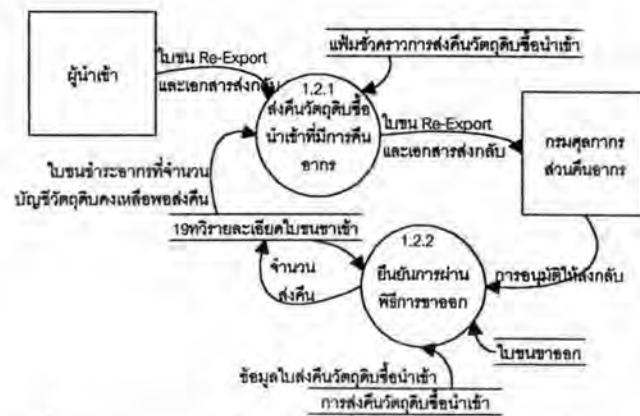 แฟ้มชั่วคราวการส่งคืนวัตถุดิบซื้อนำเข้า
ผู้นำเข้า
ใบขน Re-Export
และเอกสารส่งกลับ
1.2.1
ส่งคืนวัตถุดิบซื้อ
นำเข้าที่มีการคืน
อากร
ใบขน Re-Export
และเอกสารส่งกลับ
กรมศุลกากร
ส่วนคืนอากร
ใบขนชำระอากรที่จำนวน
บัญชีวัตถุดิบคงเหลือพอส่งคืน
19ทวิรายละเอียดใบขนขาเข้า
จำนวน
ส่งคืน
1.2.2
ยืนยันการผ่าน
พิธีการขาออก
การอนุมัติให้ส่งกลับ
ใบขนขาออก
ข้อมูลใบส่งคืนวัตถุดิบซื้อนำเข้า
การส่งคืนวัตถุดิบซื้อนำเข้า